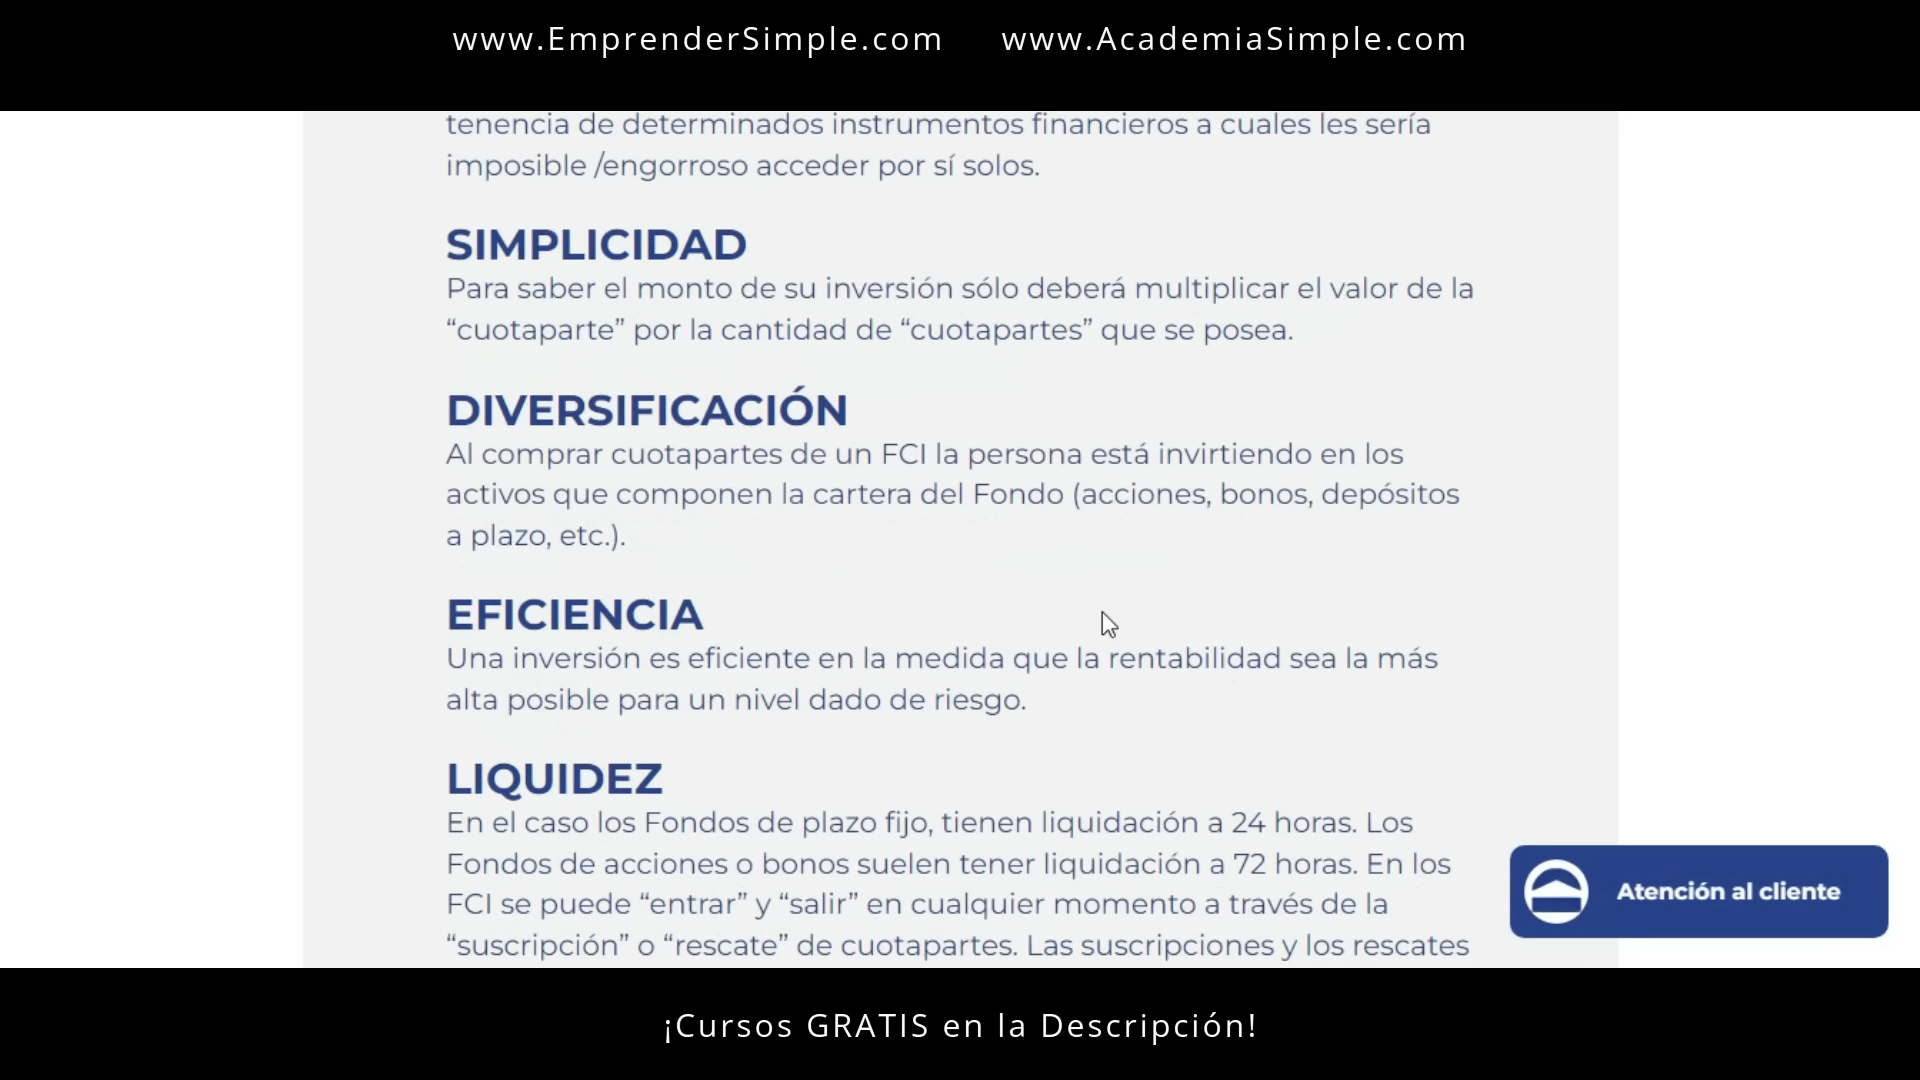 www.EmprenderSimple.com www.AcademiaSimple.com
tenencia de determinados instrumentos financieros a cuales les sería
imposible /engorroso acceder por sí solos.
SIMPLICIDAD
Para saber el monto de su inversión sólo deberá multiplicar el valor de la
“cuotaparte” por la cantidad de “cuotapartes” que se posea.
DIVERSIFICACIÓN
Al comprar cuotapartes de un FCI la persona está invirtiendo en los
activos que componen la cartera del Fondo (acciones, bonos, depósitos
a plazo, etc.).
EFICIENCIA
Una inversión es eficiente en la medida que la rentabilidad sea la más
alta posible para un nivel dado de riesgo.
LIQUIDEZ
En el caso los Fondos de plazo fijo, tienen liquidación a 24 horas. Los
Fondos de acciones o bonos suelen tener liquidación a 72 horas. En los
FCI se puede “entrar” y “salir” en cualquier momento a través de la
“suscripción” o “rescate” de cuotapartes. Las suscripciones y los rescates
Atención al cliente
¡Cursos GRATIS en la Descripción!